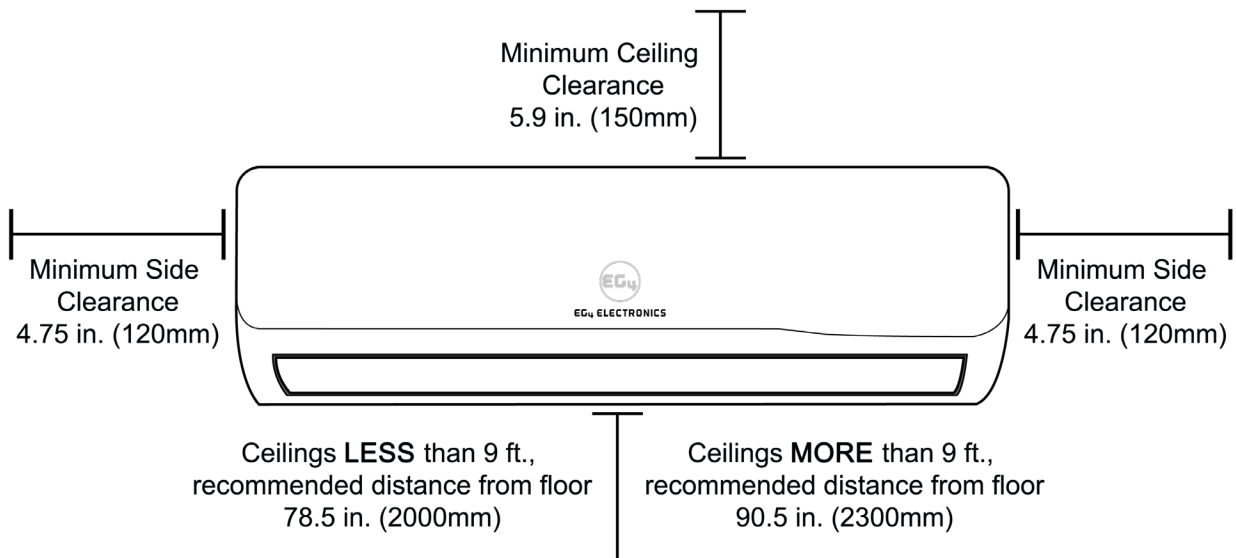 Minimum Ceiling
Clearance
5.9 in. (150mm)
Minimum Side
Clearance
4.75 in. (120mm)
EG4
EG4 ELECTRONICS
Minimum Side
Clearance
4.75 in. (120mm)
Ceilings LESS than 9 ft.,
recommended distance from floor
78.5 in. (2000mm)
Ceilings MORE than 9 ft.,
recommended distance from floor
90.5 in. (2300mm)